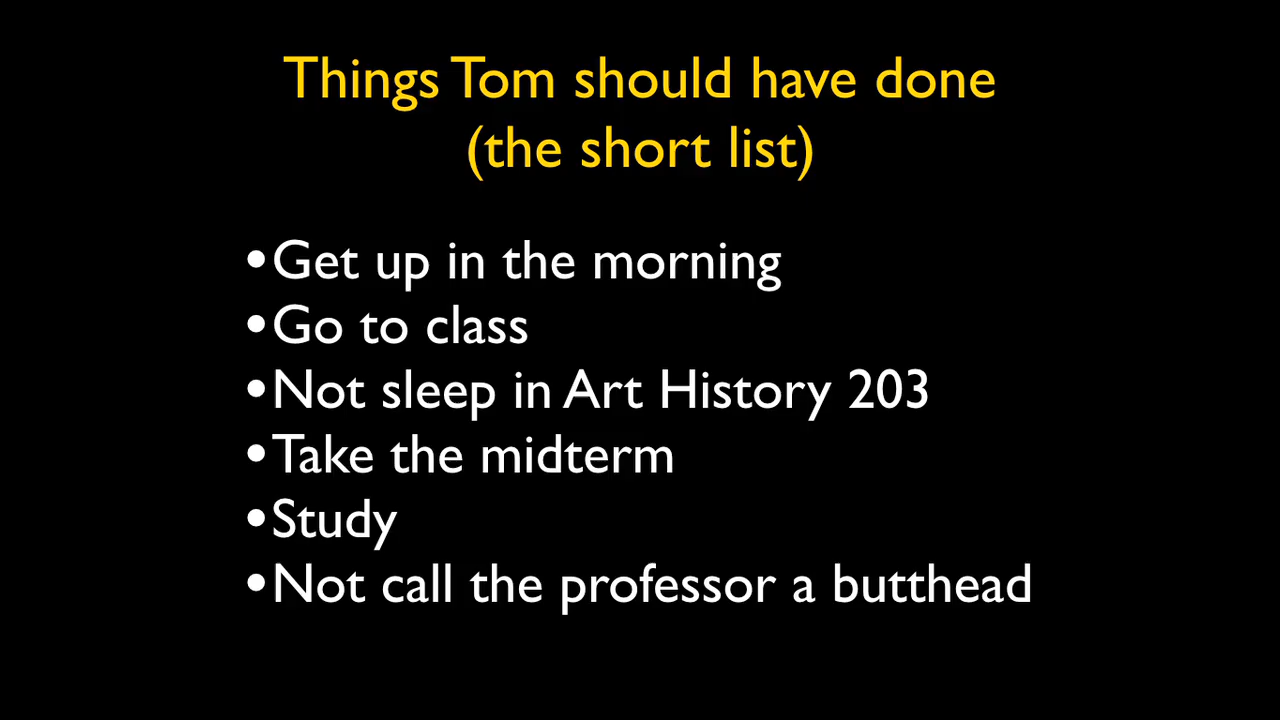 Things Tom should have done
(the short list)
•Get up in the morning
•Go to class
•Not sleep in Art History 203
•Take the midterm
•Study
•Not call the professor a butthead